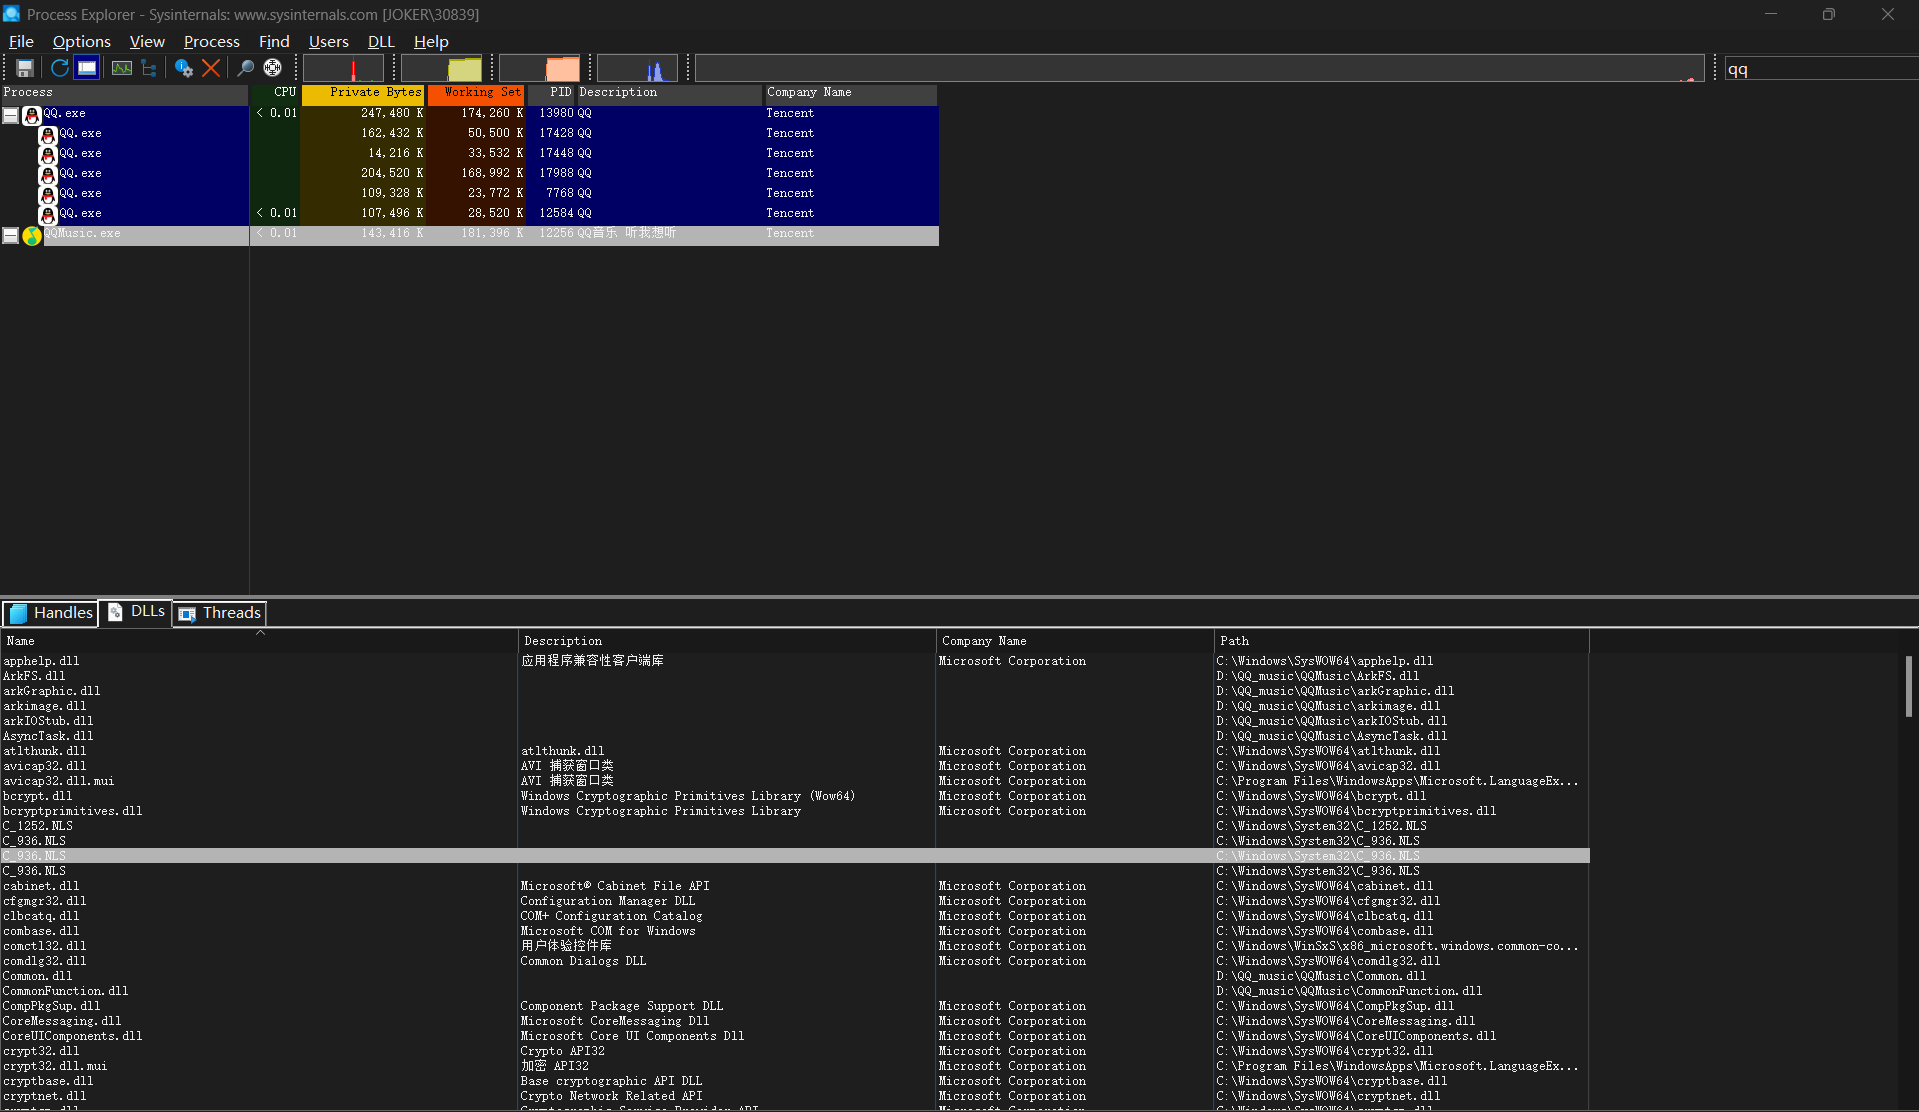 Process Explorer - Sysinternals: www.sysinternals.com [JOKER\30839]
File Options View Process Find Users DLL Help
qq
Process CPU Private Bytes Working Set PID Description Company Name
QQ.exe < 0.01 247,480 K 174,260 K 13980 QQ Tencent
QQ.exe 162,432 K 50,500 K 17428 QQ Tencent
QQ.exe 14,216 K 33,532 K 17448 QQ Tencent
QQ.exe 204,520 K 168,992 K 17988 QQ Tencent
QQ.exe 109,328 K 23,772 K 7768 QQ Tencent
QQ.exe < 0.01 107,496 K 28,520 K 12584 QQ Tencent
QQMusic.exe < 0.01 143,416 K 181,396 K 12256 QQ音乐 听我想听 Tencent
Handles DLLs Threads
Name Description Company Name Path
apphelp.dll 应用程序兼容性客户端库 Microsoft Corporation C:\Windows\SysWOW64\apphelp.dll
ArkFS.dll D:\QQ_music\QQMusic\ArkFS.dll
arkGraphic.dll D:\QQ_music\QQMusic\arkGraphic.dll
arkimage.dll D:\QQ_music\QQMusic\arkimage.dll
arkIOStub.dll D:\QQ_music\QQMusic\arkIOStub.dll
AsyncTask.dll D:\QQ_music\QQMusic\AsyncTask.dll
atlthunk.dll atlthunk.dll Microsoft Corporation C:\Windows\SysWOW64\atlthunk.dll
avicap32.dll AVI 捕获窗口类 Microsoft Corporation C:\Windows\SysWOW64\avicap32.dll
avicap32.dll.mui AVI 捕获窗口类 Microsoft Corporation C:\Program Files\WindowsApps\Microsoft.LanguageEx...
bcrypt.dll Windows Cryptographic Primitives Library (Wow64) Microsoft Corporation C:\Windows\SysWOW64\bcrypt.dll
bcryptprimitives.dll Windows Cryptographic Primitives Library Microsoft Corporation C:\Windows\SysWOW64\bcryptprimitives.dll
C_1252.NLS C:\Windows\System32\C_1252.NLS
C_936.NLS C:\Windows\System32\C_936.NLS
C_936.NLS C:\Windows\System32\C_936.NLS
C_936.NLS C:\Windows\System32\C_936.NLS
cabinet.dll Microsoft® Cabinet File API Microsoft Corporation C:\Windows\SysWOW64\cabinet.dll
cfgmgr32.dll Configuration Manager DLL Microsoft Corporation C:\Windows\SysWOW64\cfgmgr32.dll
clbcatq.dll COM+ Configuration Catalog Microsoft Corporation C:\Windows\SysWOW64\clbcatq.dll
combase.dll Microsoft COM for Windows Microsoft Corporation C:\Windows\SysWOW64\combase.dll
comctl32.dll 用户体验控件库 Microsoft Corporation C:\Windows\WinSxS\x86_microsoft.windows.common-co...
comdlg32.dll Common Dialogs DLL Microsoft Corporation C:\Windows\SysWOW64\comdlg32.dll
Common.dll D:\QQ_music\QQMusic\Common.dll
CommonFunction.dll D:\QQ_music\QQMusic\CommonFunction.dll
CompPkgSup.dll Component Package Support DLL Microsoft Corporation C:\Windows\SysWOW64\CompPkgSup.dll
CoreMessaging.dll Microsoft CoreMessaging Dll Microsoft Corporation C:\Windows\SysWOW64\CoreMessaging.dll
CoreUIComponents.dll Microsoft Core UI Components Dll Microsoft Corporation C:\Windows\SysWOW64\CoreUIComponents.dll
crypt32.dll Crypto API32 Microsoft Corporation C:\Windows\SysWOW64\crypt32.dll
crypt32.dll.mui 加密 API32 Microsoft Corporation C:\Program Files\WindowsApps\Microsoft.LanguageEx...
cryptbase.dll Base cryptographic API DLL Microsoft Corporation C:\Windows\SysWOW64\cryptbase.dll
cryptnet.dll Crypto Network Related API Microsoft Corporation C:\Windows\SysWOW64\cryptnet.dll